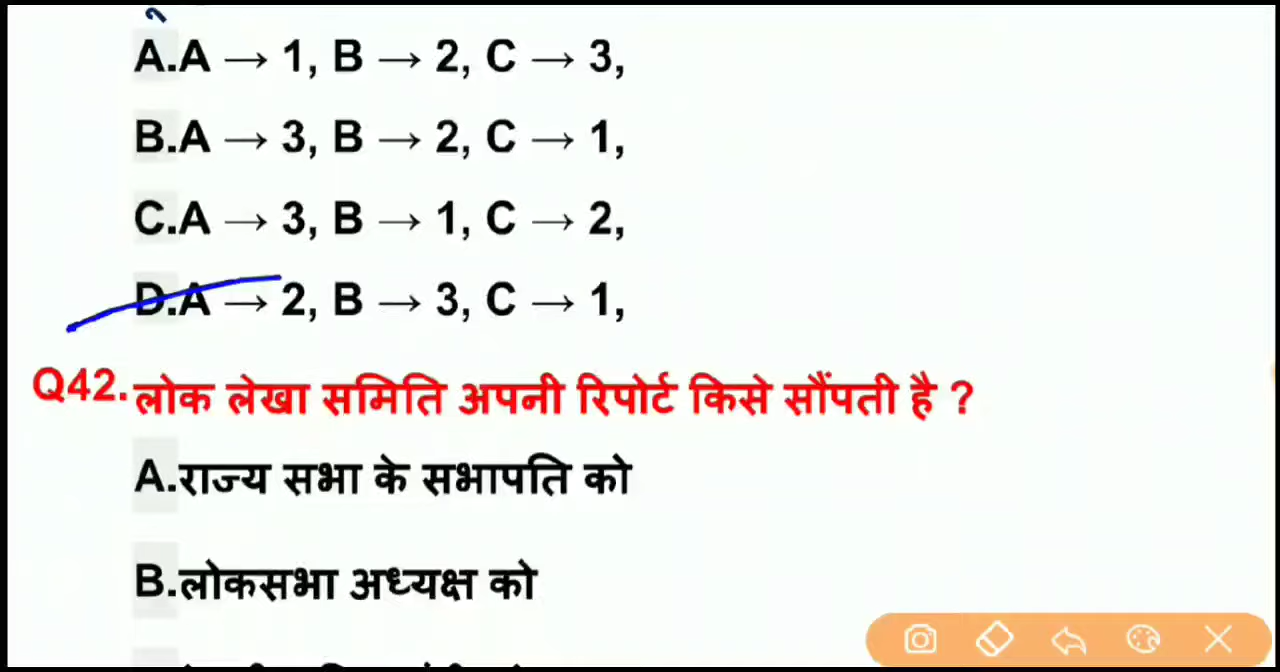 A.A → 1, B → 2, C → 3,
B.A → 3, B → 2, C → 1,
C.A → 3, B → 1, C → 2,
D.A → 2, B → 3, C → 1,
Q42.लोक लेखा समिति अपनी रिपोर्ट किसे सौंपती है ?
A.राज्य सभा के सभापति को
B.लोकसभा अध्यक्ष को